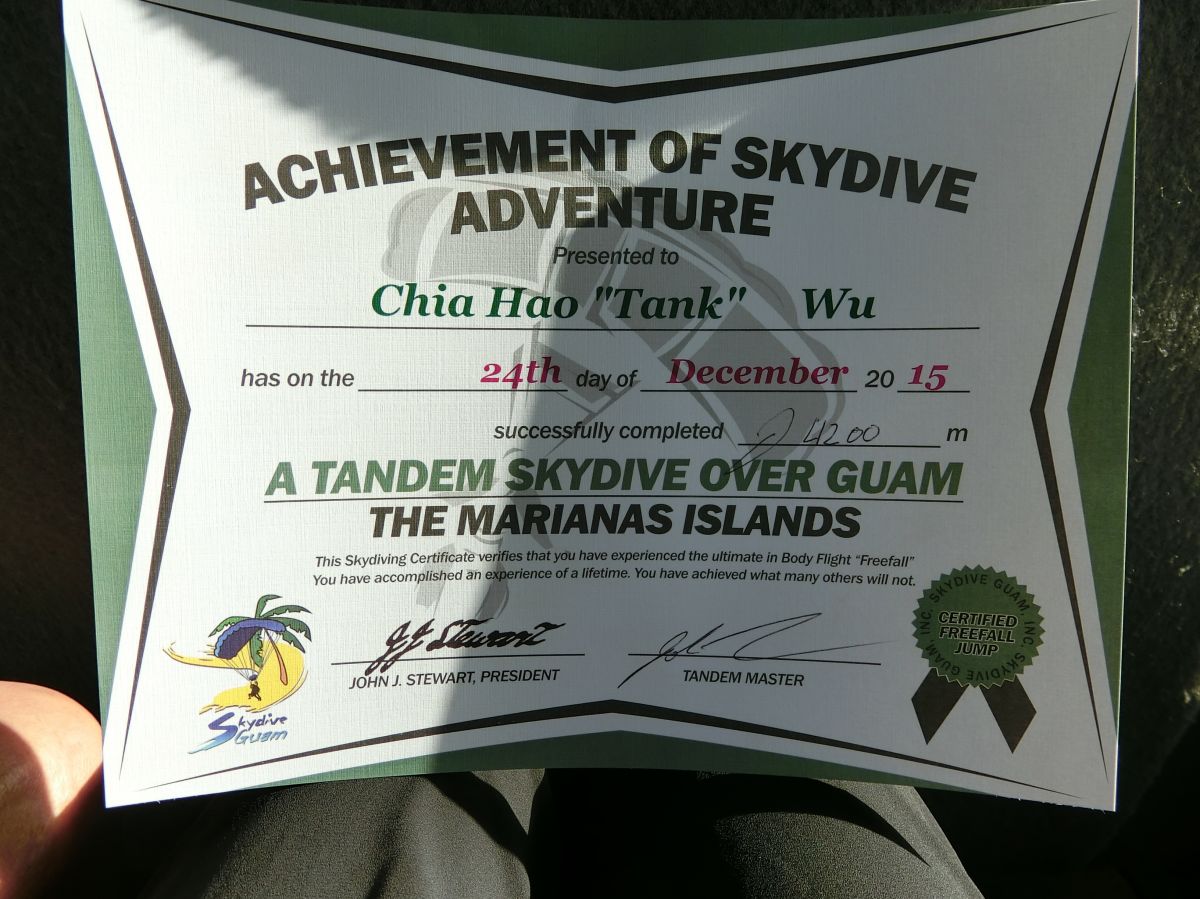 ACHIEVEMENT OF SKYDIVE
ADVENTURE
Presented to
Chia Hao "Tank" Wu
has on the 24th day of December 20 15
successfully completed 4200 m
A TANDEM SKYDIVE OVER GUAM
THE MARIANAS ISLANDS
This Skydiving Certificate verifies that you have experienced the ultimate in Body Flight "Freefall"
You have accomplished an experience of a lifetime. You have achieved what many others will not.
JJ Stewart
JOHN J. STEWART, PRESIDENT
TANDEM MASTER
Skydive
Guam
SKYDIVE GUAM, INC. SKYDIVE GUAM, INC.
CERTIFIED
FREEFALL
JUMP